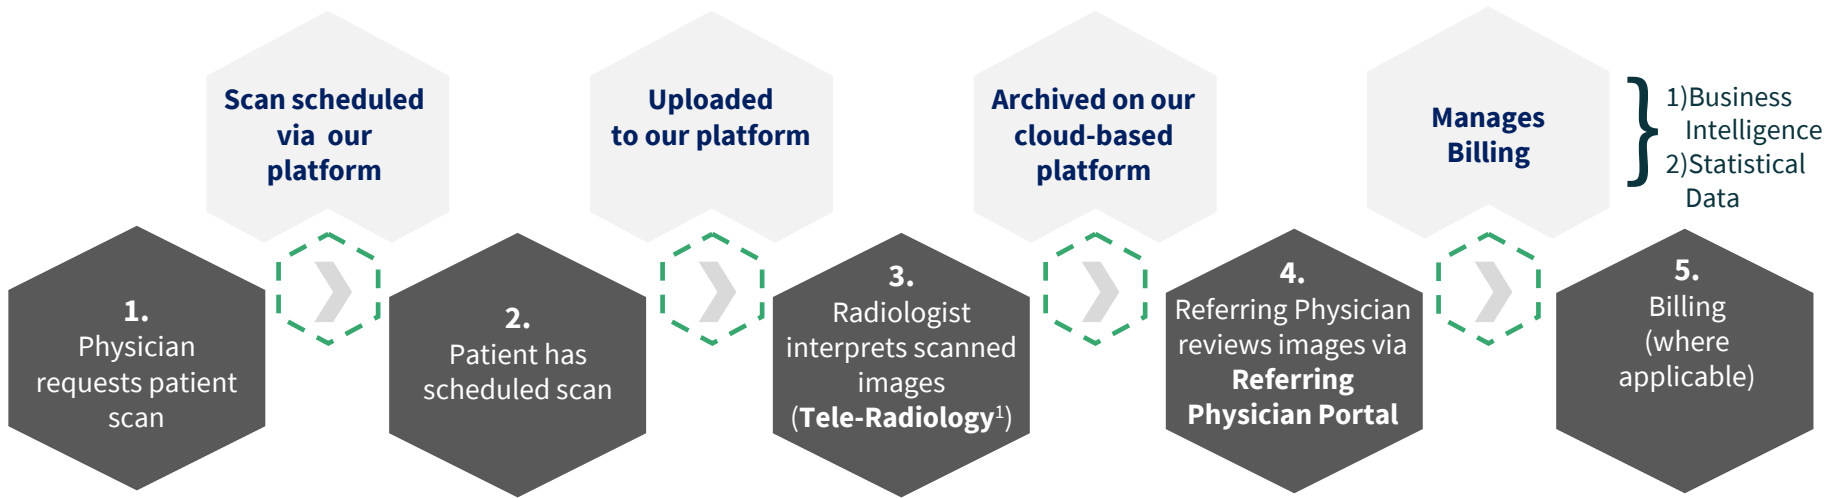 Scan scheduled
via our
platform
Uploaded
to our platform
Archived on our
cloud-based
platform
Manages
Billing
1)Business
Intelligence
2)Statistical
Data
1.
Physician
requests patient
scan
2.
Patient has
scheduled scan
3.
Radiologist
interprets scanned
images
(Tele-Radiology¹)
4.
Referring Physician
reviews images via
Referring
Physician Portal
5.
Billing
(where
applicable)